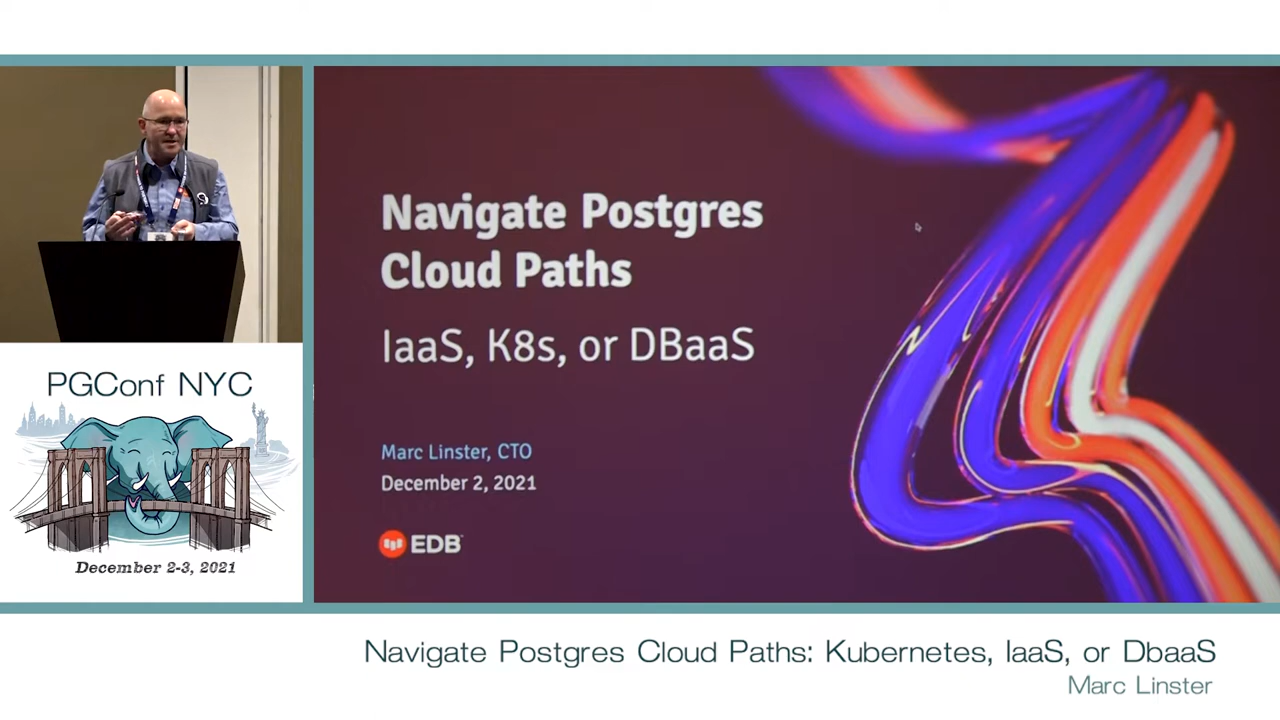 Navigate Postgres
Cloud Paths
IaaS, K8s, or DBaaS
Marc Linster, CTO
December 2, 2021
EDB
PGConf NYC
December 2-3, 2021
Navigate Postgres Cloud Paths: Kubernetes, IaaS, or DbaaS
Marc Linster